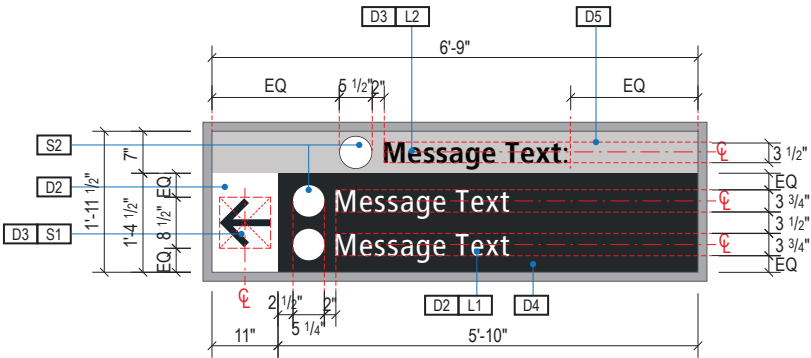 D3 L2 D5
6'-9"
EQ 5 1/2" 2" EQ
S2
7"
Message Text:
℄
3 1/2"
D2
1'-11 1/2"
EQ
EQ
Message Text
℄
3 3/4"
D3 S1
1'-4 1/2"
8 1/2"
3 1/2"
Message Text
℄
3 3/4"
EQ
EQ
℄
2 1/2" 2"
D2 L1 D4
5 1/4"
11" 5'-10"